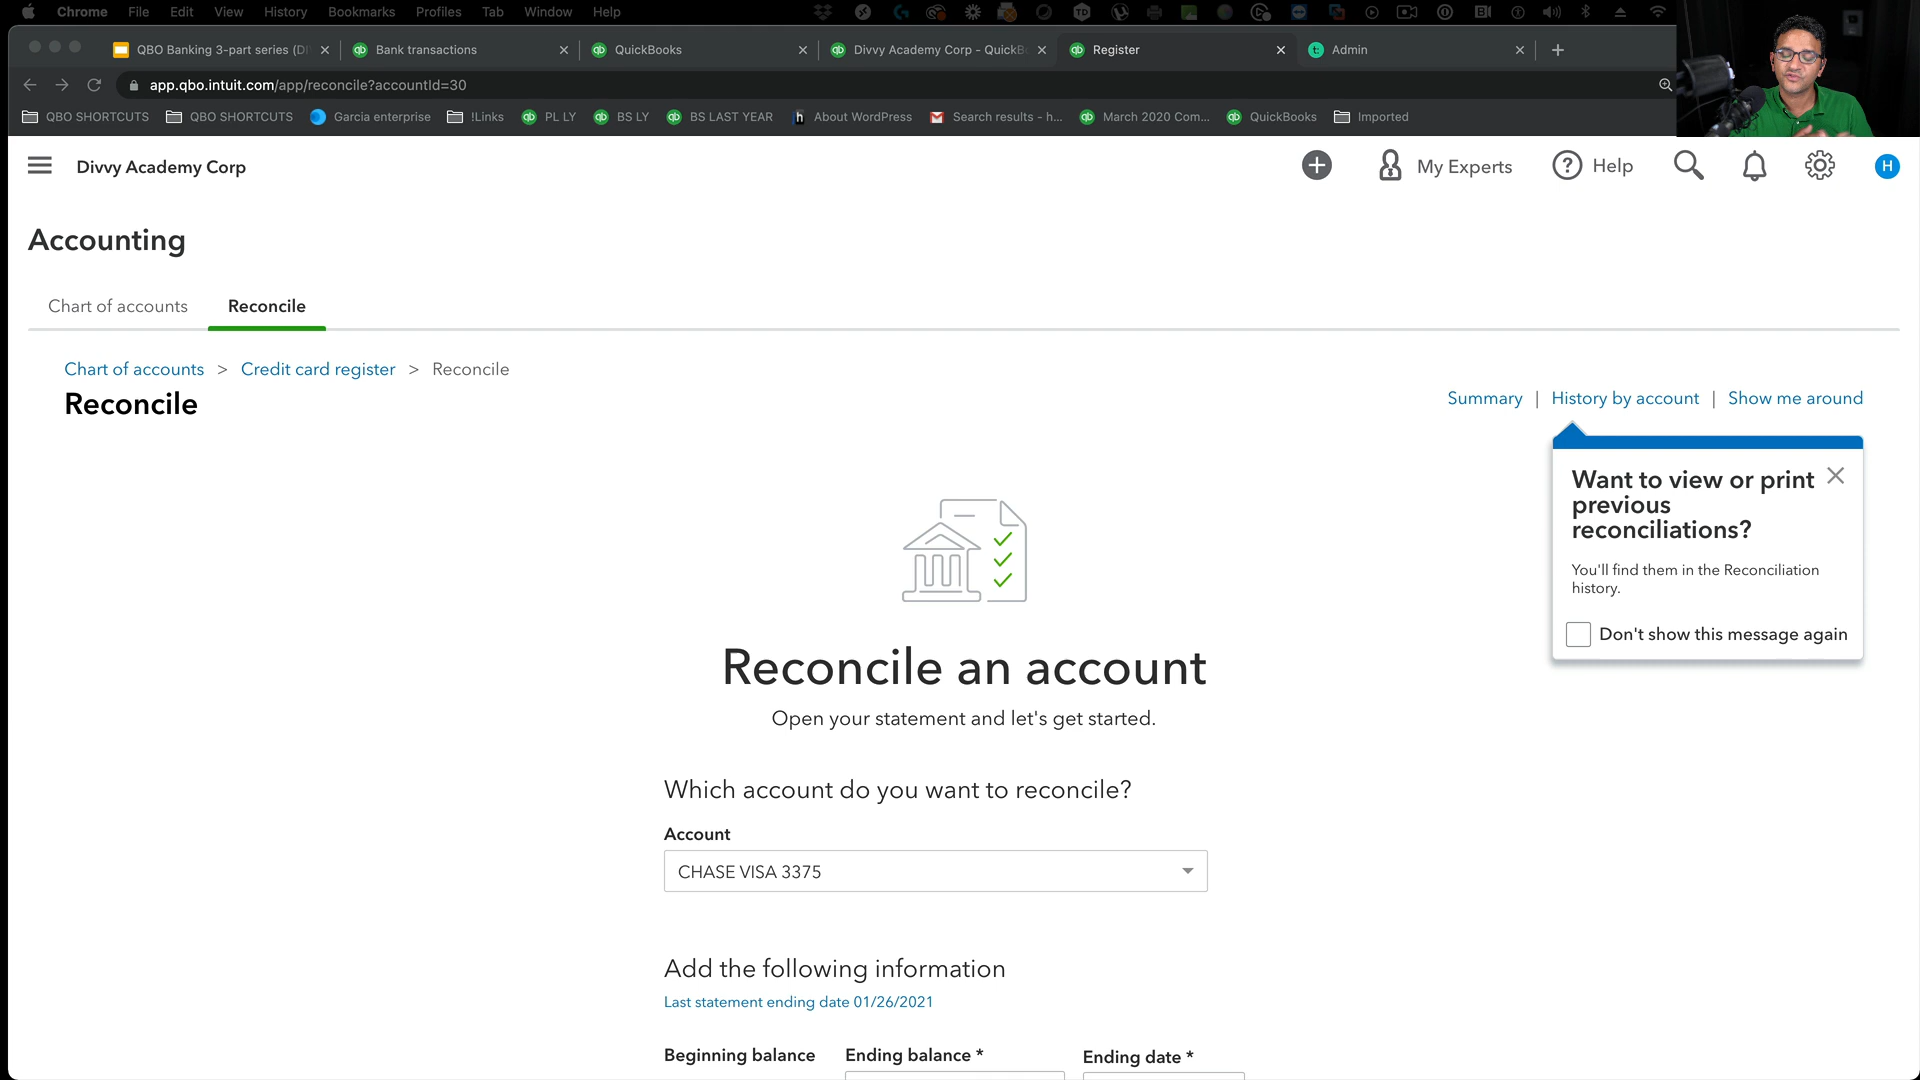 Chrome File Edit View History Bookmarks Profiles Tab Window Help
QBO Banking 3-part series (DI
Bank transactions
QuickBooks
Divvy Academy Corp - QuickB
Register
Admin
app.qbo.intuit.com/app/reconcile?accountId=30
QBO SHORTCUTS QBO SHORTCUTS Garcia enterprise !Links PL LY BS LY BS LAST YEAR About WordPress Search results - h... March 2020 Com... QuickBooks Imported
Divvy Academy Corp
My Experts
Help
H
Accounting
Chart of accounts
Reconcile
Chart of accounts > Credit card register > Reconcile
Reconcile
Summary | History by account | Show me around
Want to view or print
previous
reconciliations?
You'll find them in the Reconciliation
history.
Don't show this message again
Reconcile an account
Open your statement and let's get started.
Which account do you want to reconcile?
Account
CHASE VISA 3375
Add the following information
Last statement ending date 01/26/2021
Beginning balance
Ending balance *
Ending date *